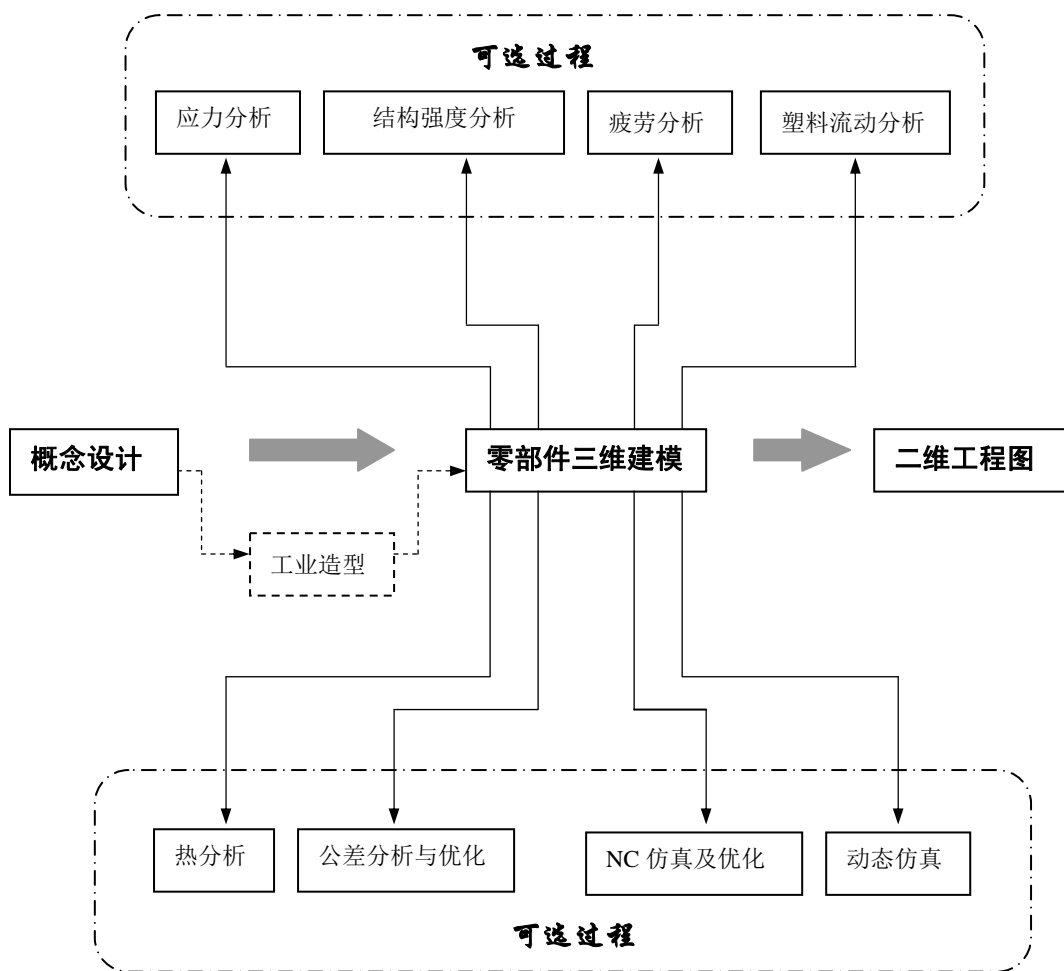 可选过程
应力分析
结构强度分析
疲劳分析
塑料流动分析
概念设计
零部件三维建模
二维工程图
工业造型
热分析
公差分析与优化
NC 仿真及优化
动态仿真
可选过程